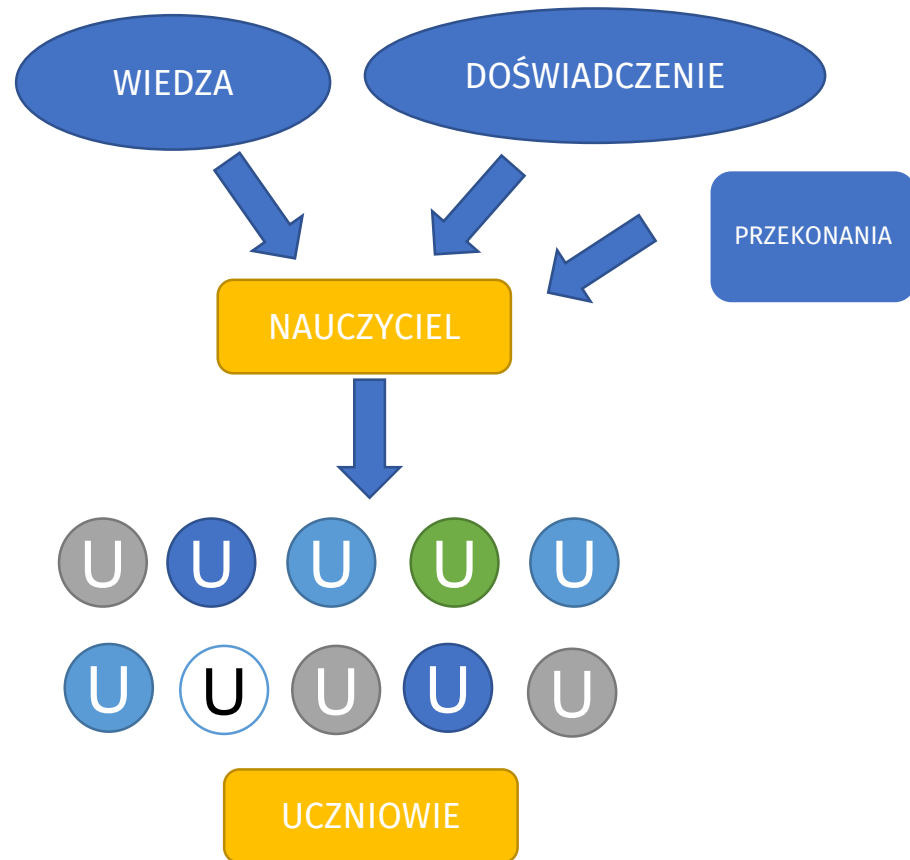 WIEDZA
DOŚWIADCZENIE
PRZEKONANIA
NAUCZYCIEL
U U U U U
U U U U U
UCZNIOWIE